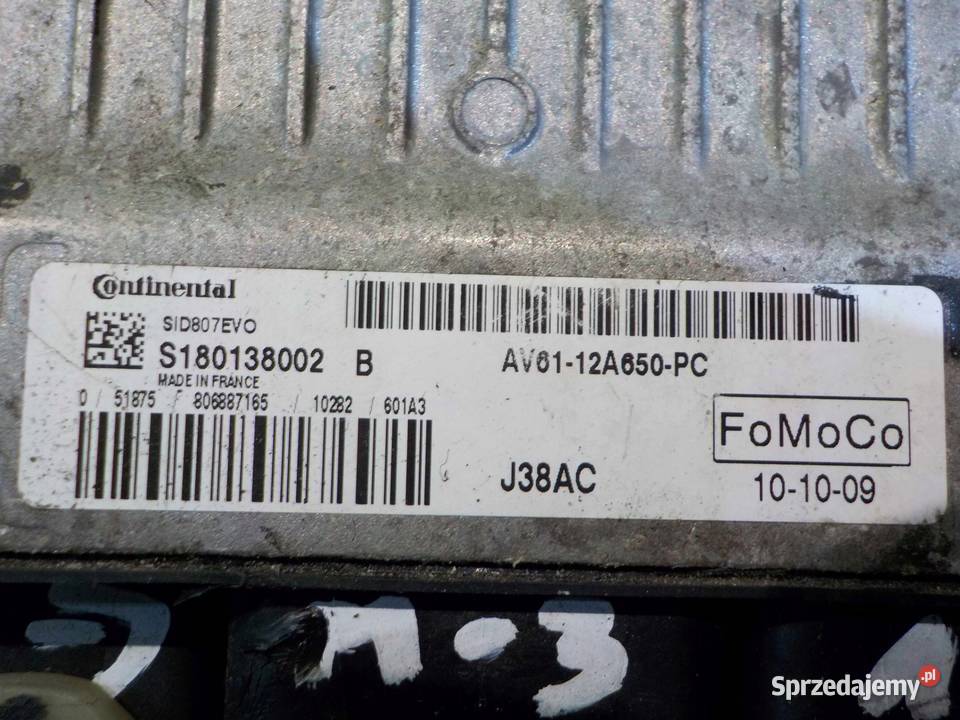 Continental
SID807EVO
S180138002 B
AV61-12A650-PC
MADE IN FRANCE
0 / 51875 / 806887165 / 10282 / 601A3
FoMoCo
J38AC
10-10-09
Sprzedajemy.pl